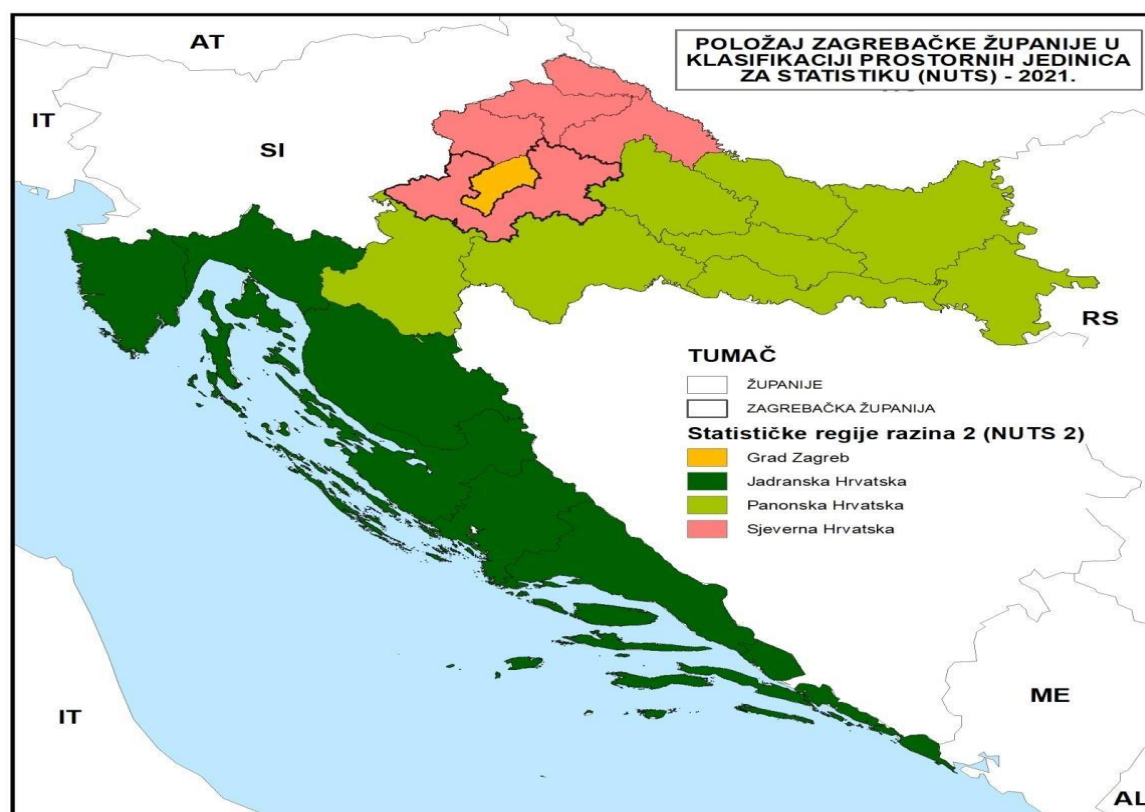 AT
POLOŽAJ ZAGREBAČKE ŽUPANIJE U
KLASIFIKACIJI PROSTORNIH JEDINICA
ZA STATISTIKU (NUTS) - 2021.
IT
SI
RS
TUMAČ
ŽUPANIJE
ZAGREBAČKA ŽUPANIJA
Statističke regije razina 2 (NUTS 2)
Grad Zagreb
Jadranska Hrvatska
Panonska Hrvatska
Sjeverna Hrvatska
ME
IT
AL